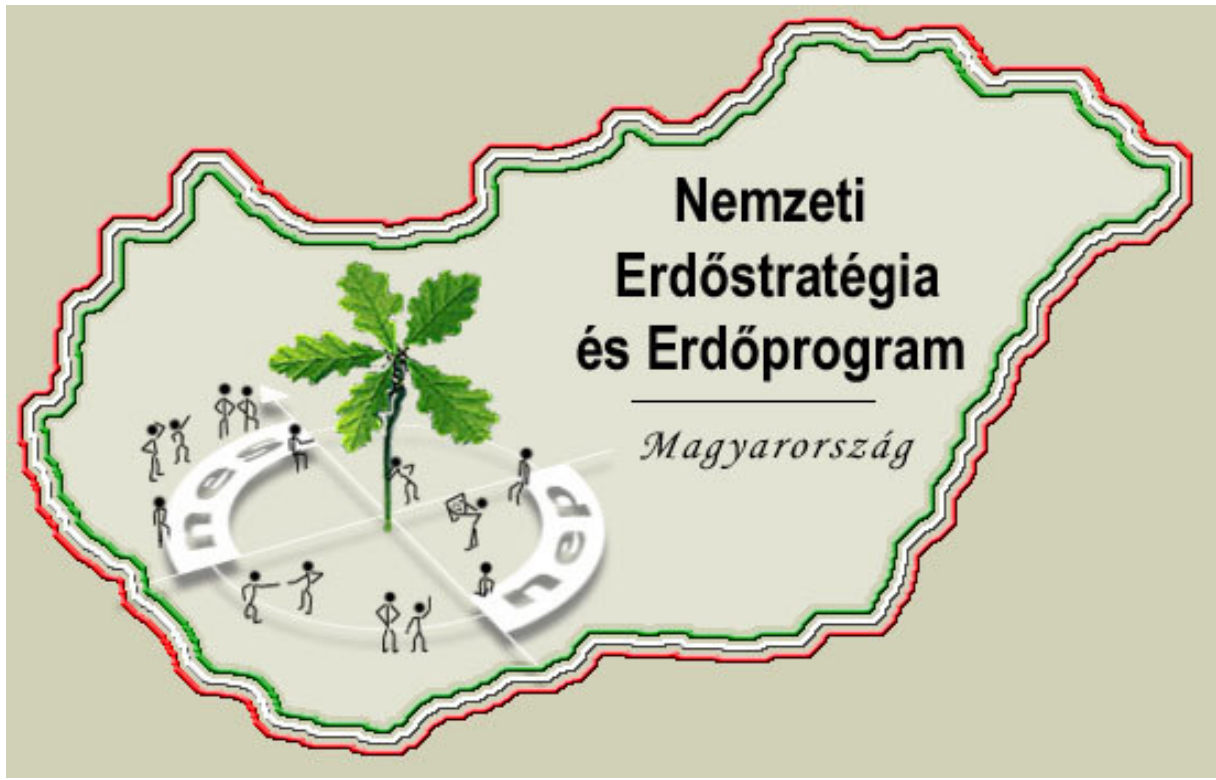 Nemzeti
Erdőstratégia
és Erdőprogram
Magyarország
nes
nep